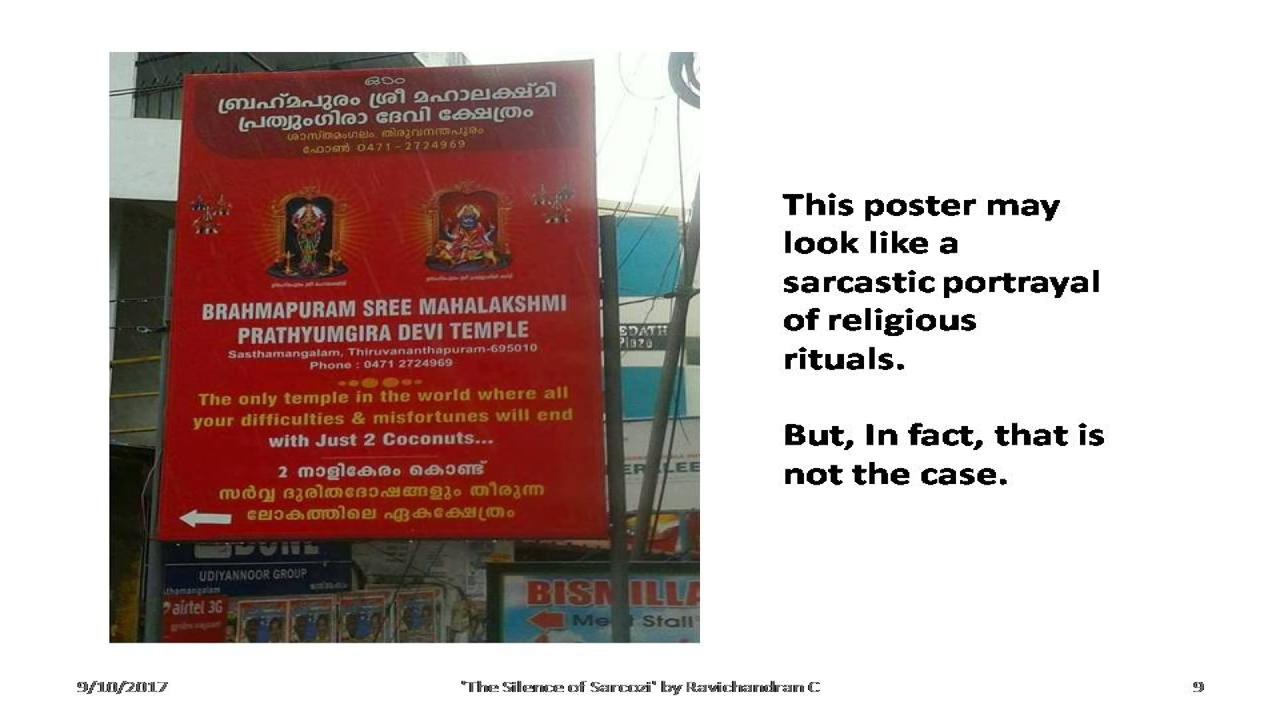 ഓം
ബ്രഹ്മപുരം ശ്രീ മഹാലക്ഷ്മി
പ്രത്യുംഗിരാ ദേവി ക്ഷേത്രം
ശാസ്തമംഗലം, തിരുവനന്തപുരം
ഫോൺ 0471-2724969
BRAHMAPURAM SREE MAHALAKSHMI
PRATHYUMGIRA DEVI TEMPLE
Sasthamangalam, Thiruvananthapuram-695010
Phone : 0471 2724969
The only temple in the world where all
your difficulties & misfortunes will end
with Just 2 Coconuts...
2 നാളികേരം കൊണ്ട്
സർവ്വ ദുരിതദോഷങ്ങളും തീരുന്ന
ലോകത്തിലെ ഏകക്ഷേത്രം
EDATH
Plaza
UDIYANNOOR GROUP
airtel 3G
BISMILLA
Stall
This poster may
look like a
sarcastic portrayal
of religious
rituals.
But, In fact, that is
not the case.
9/10/2017
'The Silence of Sarcozi' by Ravichandran C
9